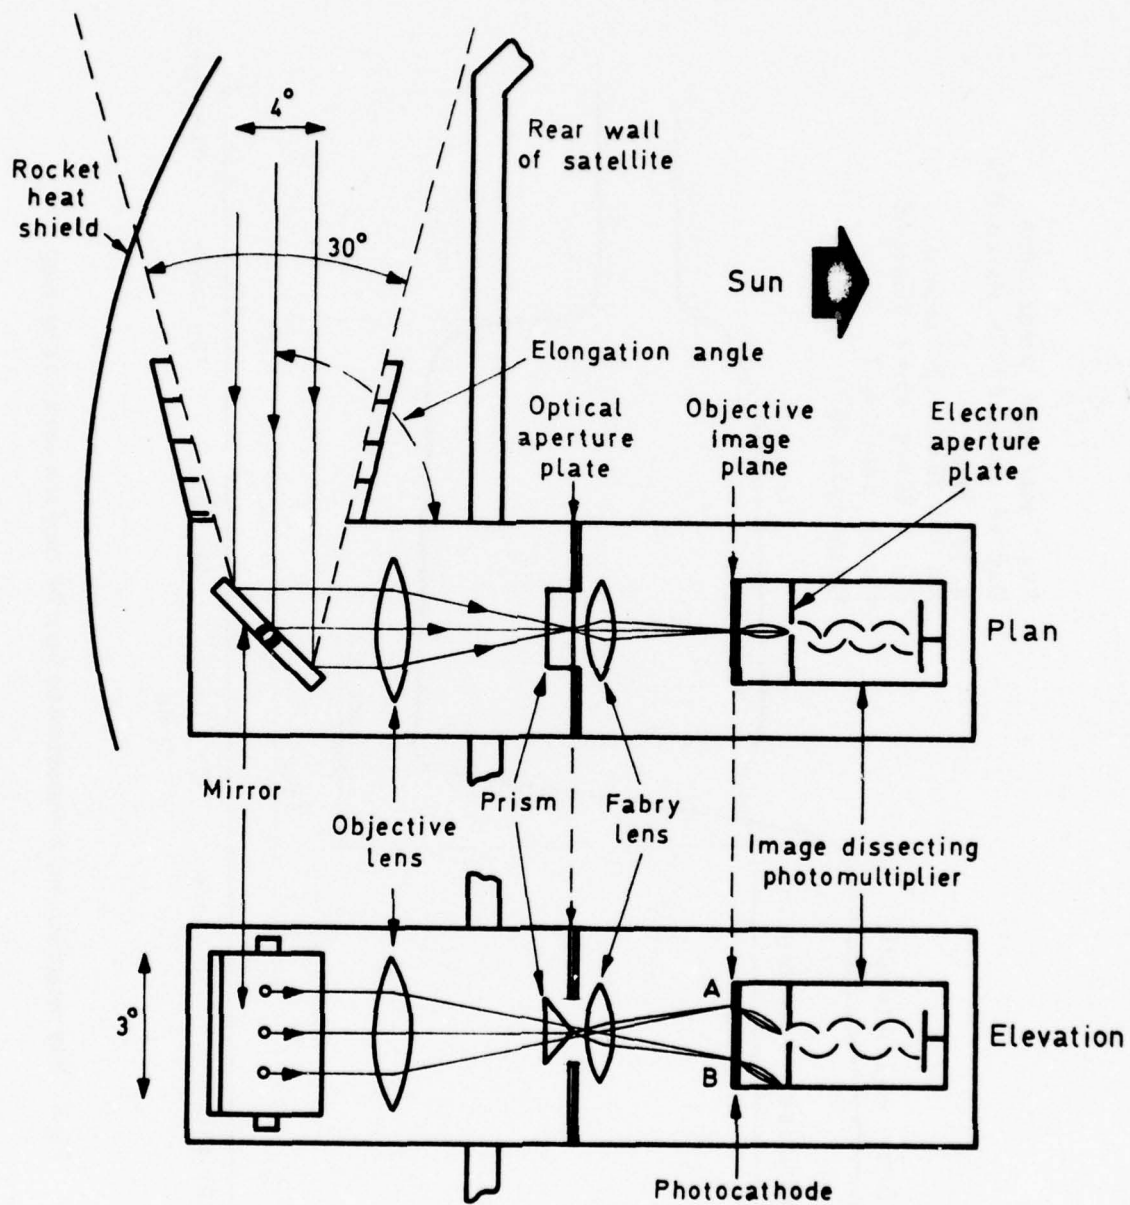 4°
Rocket
heat
shield
30°
Rear wall
of satellite
Sun
Elongation angle
Optical
aperture
plate
Objective
image
plane
Electron
aperture
plate
Plan
Mirror
Objective
lens
Prism
Fabry
lens
Image dissecting
photomultiplier
3°
A
B
Elevation
Photocathode